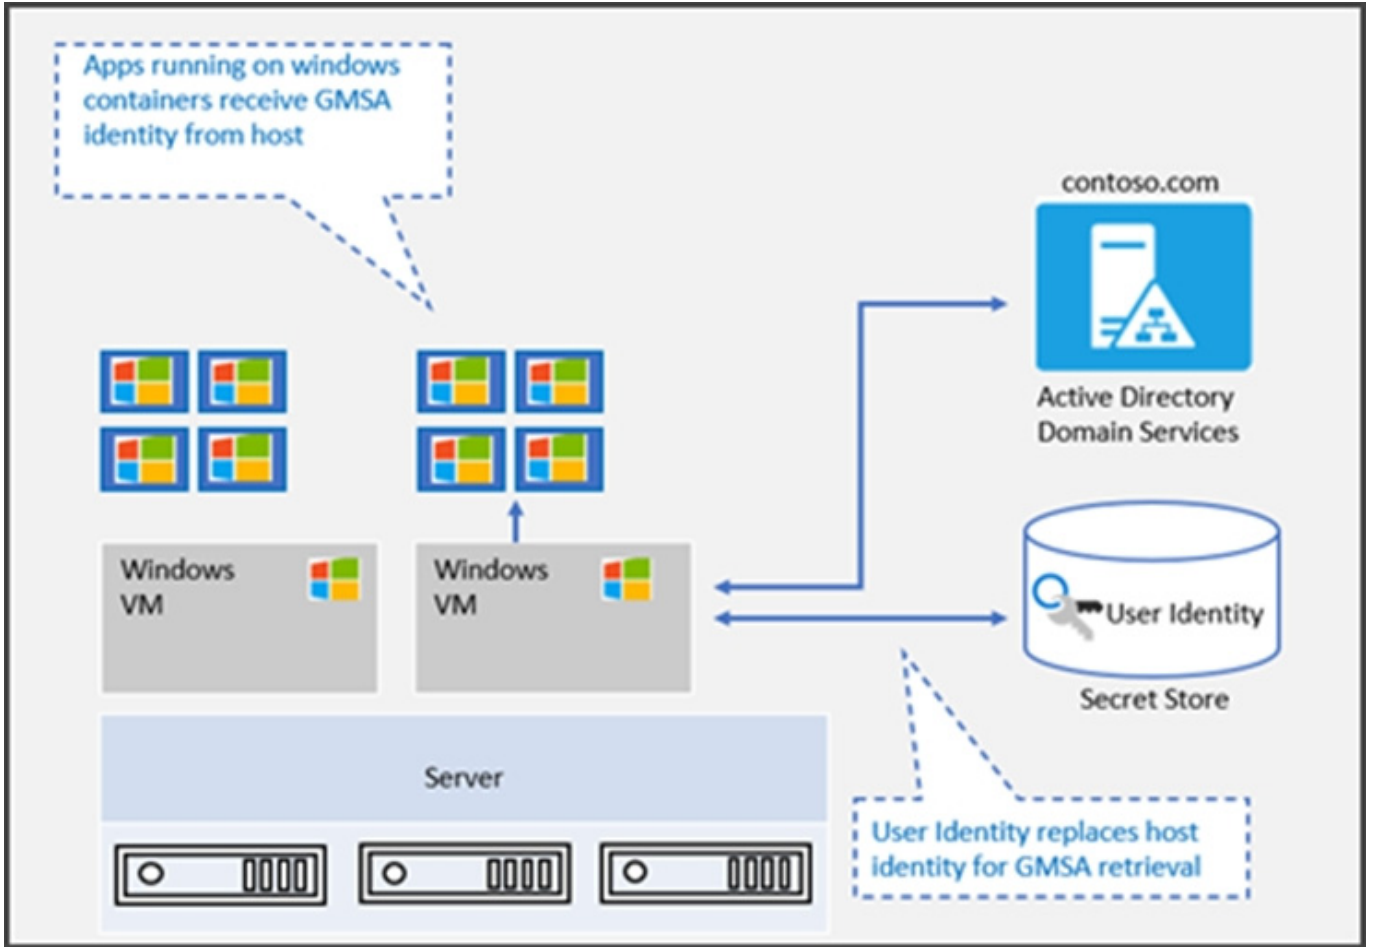 Apps running on windows
containers receive GMSA
identity from host
contoso.com
Active Directory
Domain Services
Windows
VM
Windows
VM
User Identity
Secret Store
Server
User Identity replaces host
identity for GMSA retrieval